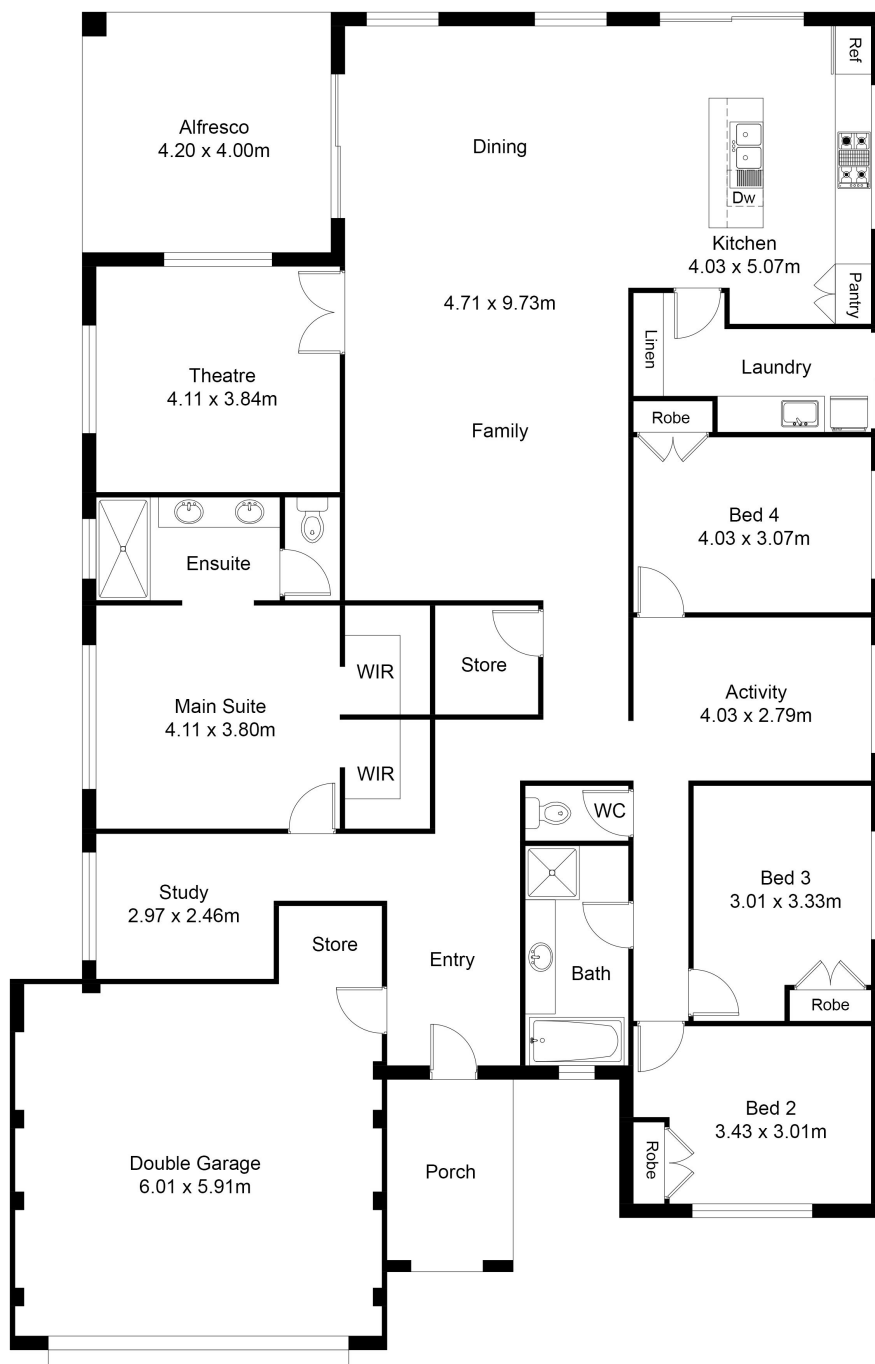 Ref
Alfresco
4.20 x 4.00m
Dining
Dw
Kitchen
4.03 x 5.07m
Pantry
4.71 x 9.73m
Linen
Laundry
Theatre
4.11 x 3.84m
Robe
Family
Bed 4
4.03 x 3.07m
Ensuite
WIR
Store
Main Suite
4.11 x 3.80m
Activity
4.03 x 2.79m
WIR
WC
Study
2.97 x 2.46m
Bed 3
3.01 x 3.33m
Store
Entry
Bath
Robe
Bed 2
3.43 x 3.01m
Robe
Double Garage
6.01 x 5.91m
Porch